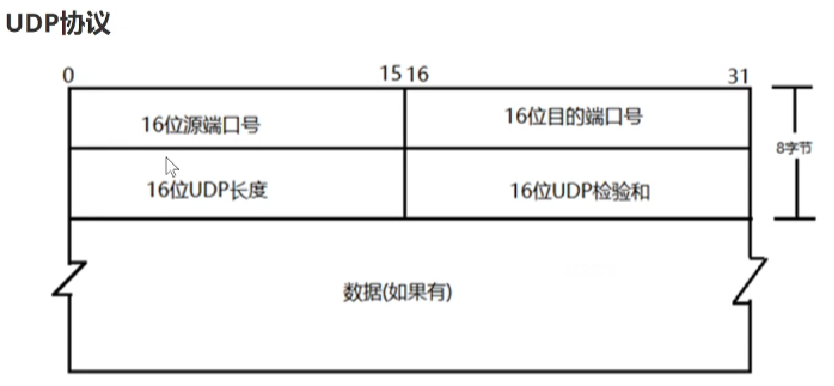 UDP协议
0 15 16 31
16位源端口号 16位目的端口号
8字节
16位UDP长度 16位UDP检验和
数据(如果有)